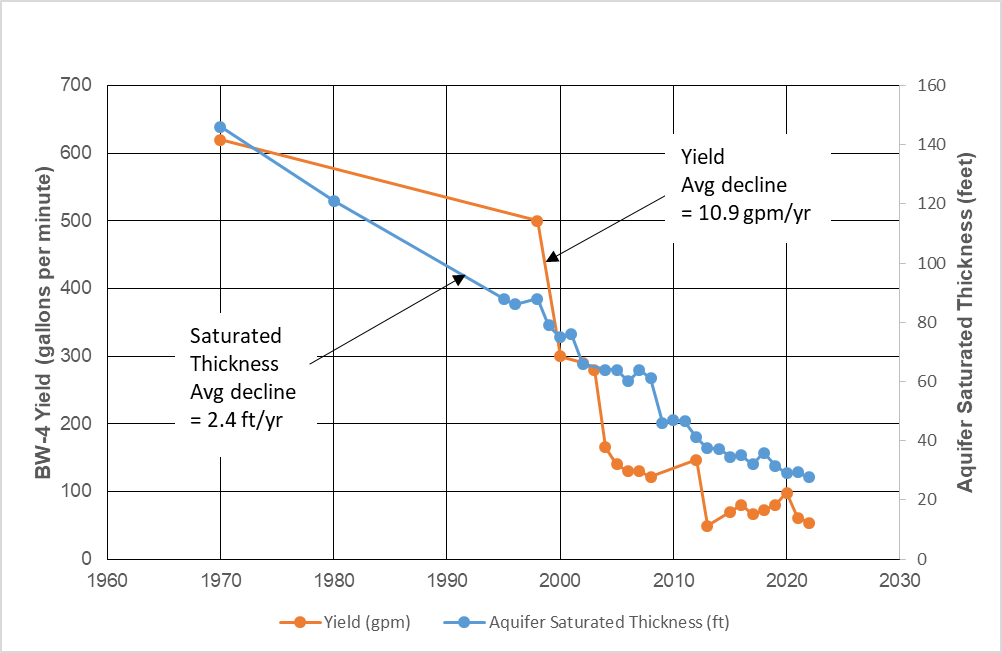 700
600
500
400
300
200
100
0
BW-4 Yield (gallons per minute)
160
140
120
100
80
60
40
20
0
Aquifer Saturated Thickness (feet)
Yield
Avg decline
= 10.9 gpm/yr
Saturated
Thickness
Avg decline
= 2.4 ft/yr
1960 1970 1980 1990 2000 2010 2020 2030
Yield (gpm) Aquifer Saturated Thickness (ft)